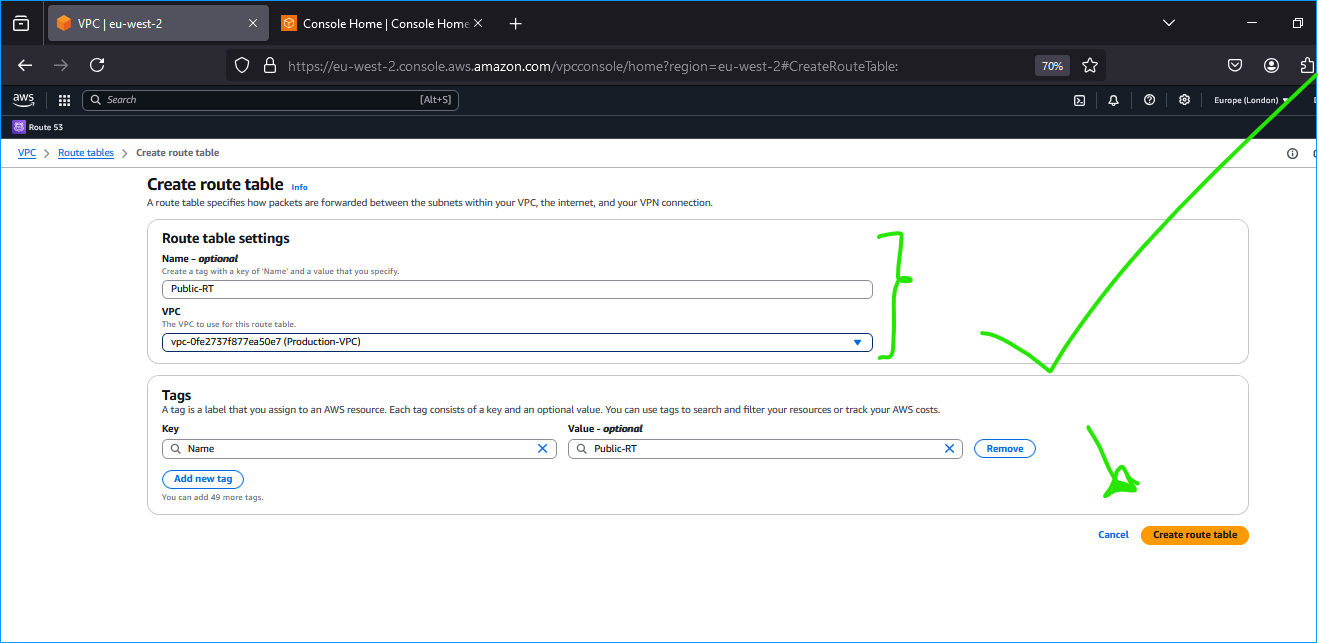 VPC | eu-west-2
Console Home | Console Home
https://eu-west-2.console.aws.amazon.com/vpcconsole/home?region=eu-west-2#CreateRouteTable:
70%
aws
Search
[Alt+S]
Europe (London)
Route 53
VPC
Route tables
Create route table
Create route table
Info
A route table specifies how packets are forwarded between the subnets within your VPC, the internet, and your VPN connection.
Route table settings
Name - optional
Create a tag with a key of 'Name' and a value that you specify.
Public-RT
VPC
The VPC to use for this route table.
vpc-0fe2737f877ea50e7 (Production-VPC)
Tags
A tag is a label that you assign to an AWS resource. Each tag consists of a key and an optional value. You can use tags to search and filter your resources or track your AWS costs.
Key
Value - optional
Name
Public-RT
Remove
Add new tag
You can add 49 more tags.
Cancel
Create route table